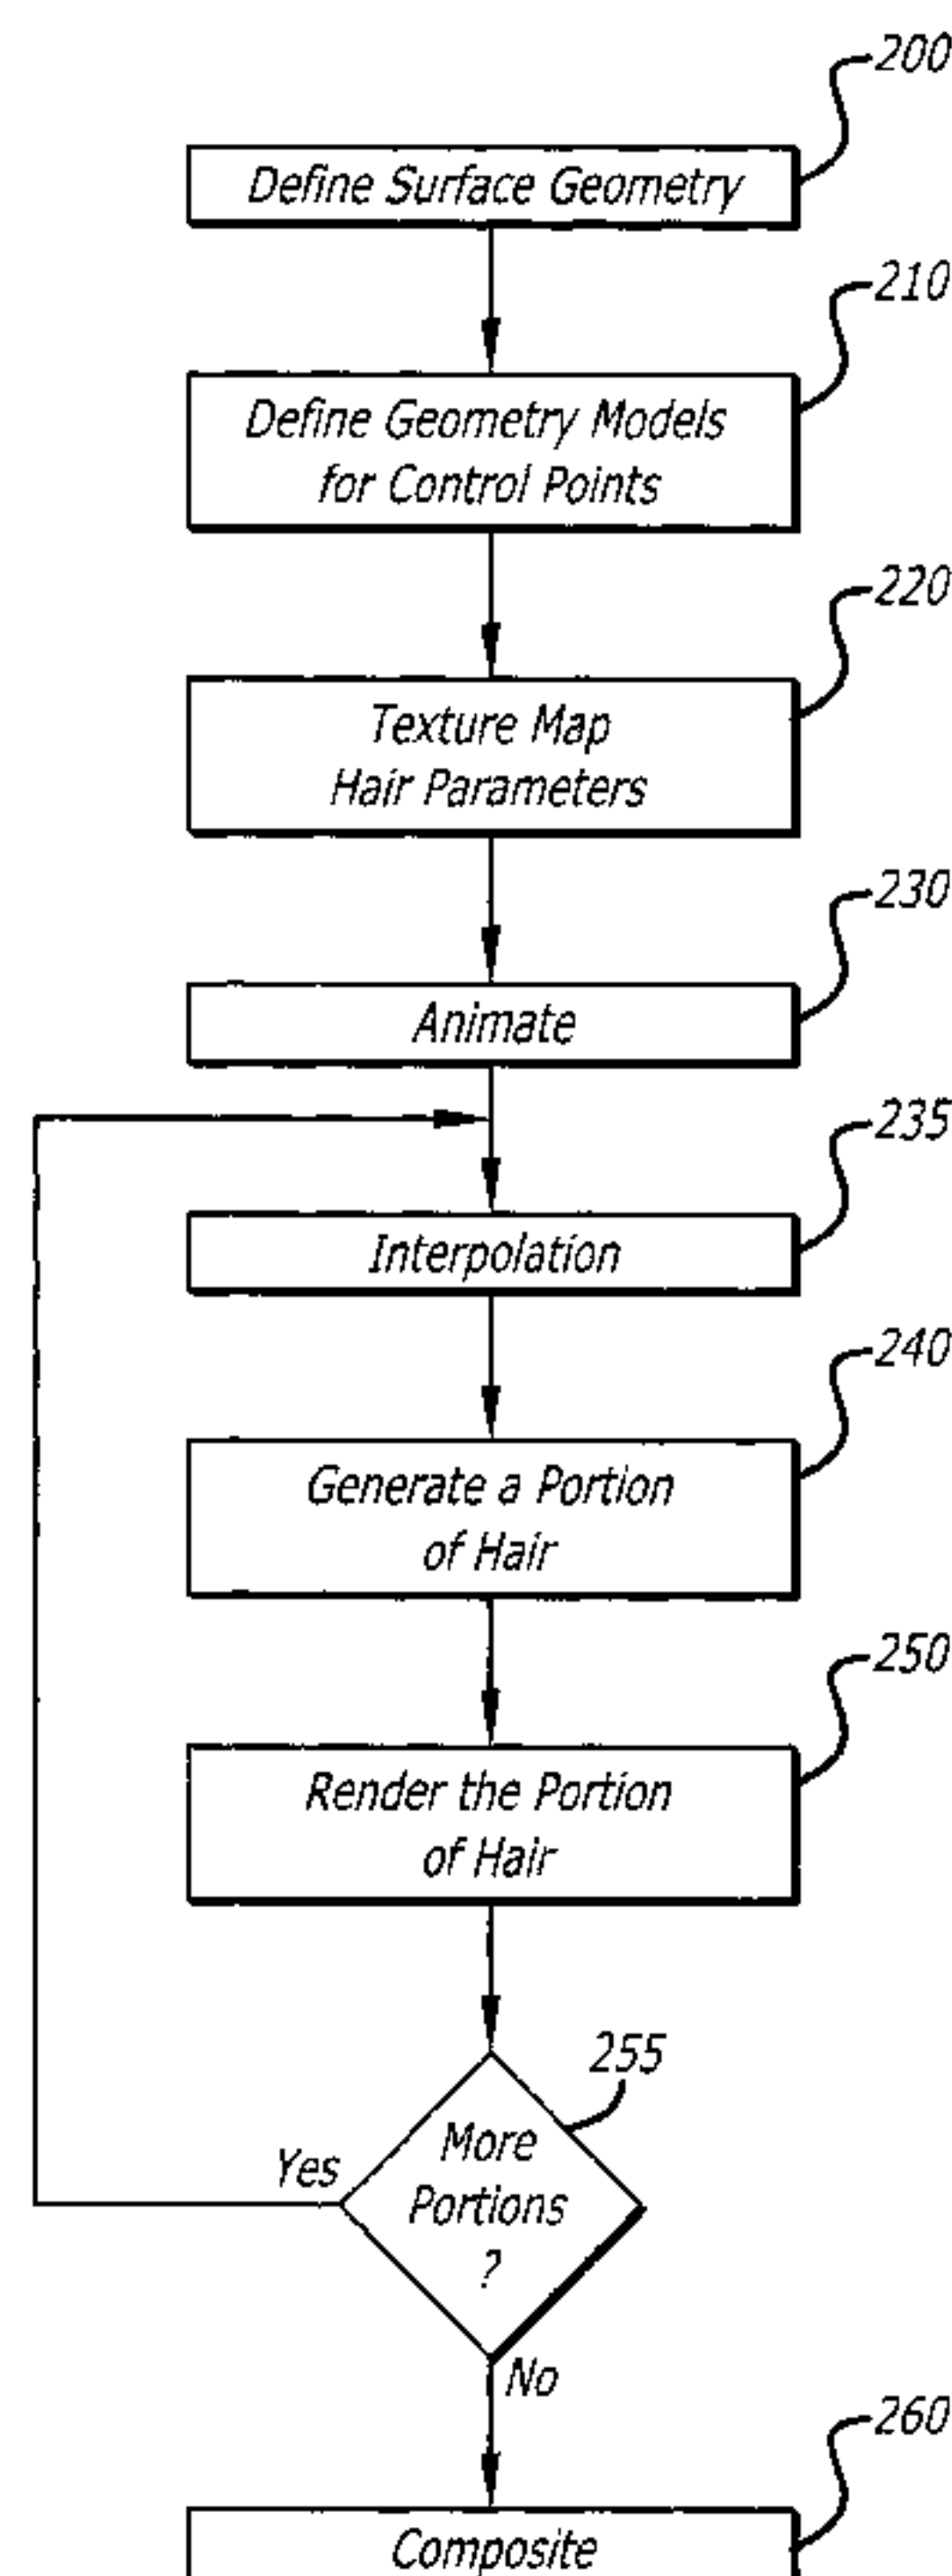 200
Define Surface Geometry
210
Define Geometry Models
for Control Points
220
Texture Map
Hair Parameters
230
Animate
235
Interpolation
240
Generate a Portion
of Hair
250
Render the Portion
of Hair
255
More
Portions
?
Yes
No
260
Composite